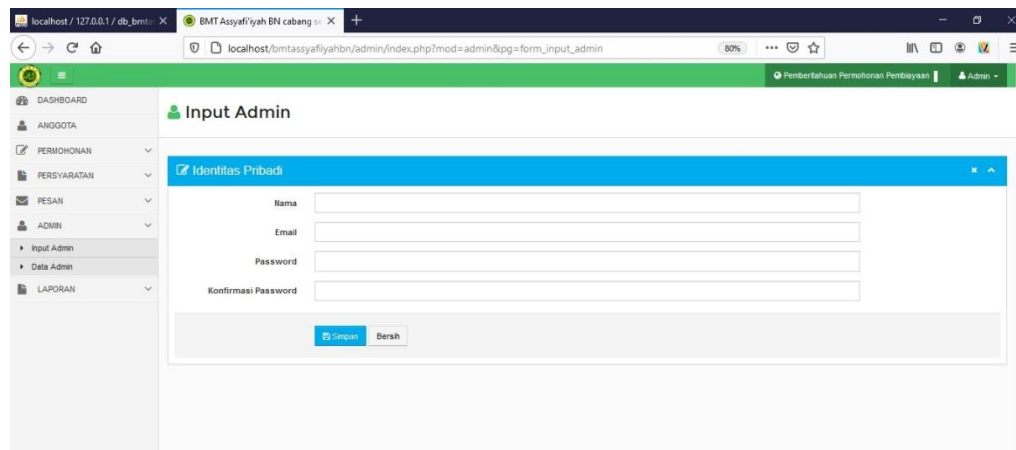 localhost / 127.0.0.1 / db_bmta
BMT Assyafi'iyah BN cabang se
localhost/bmtassyafiiyahbn/admin/index.php?mod=admin&pg=form_input_admin
80%
Pemberitahuan Permohonan Pembiayaan
Admin
DASHBOARD
ANGGOTA
PERMOHONAN
PERSYARATAN
PESAN
ADMIN
Input Admin
Data Admin
LAPORAN
Input Admin
Identitas Pribadi
Nama
Email
Password
Konfirmasi Password
Simpan
Bersih